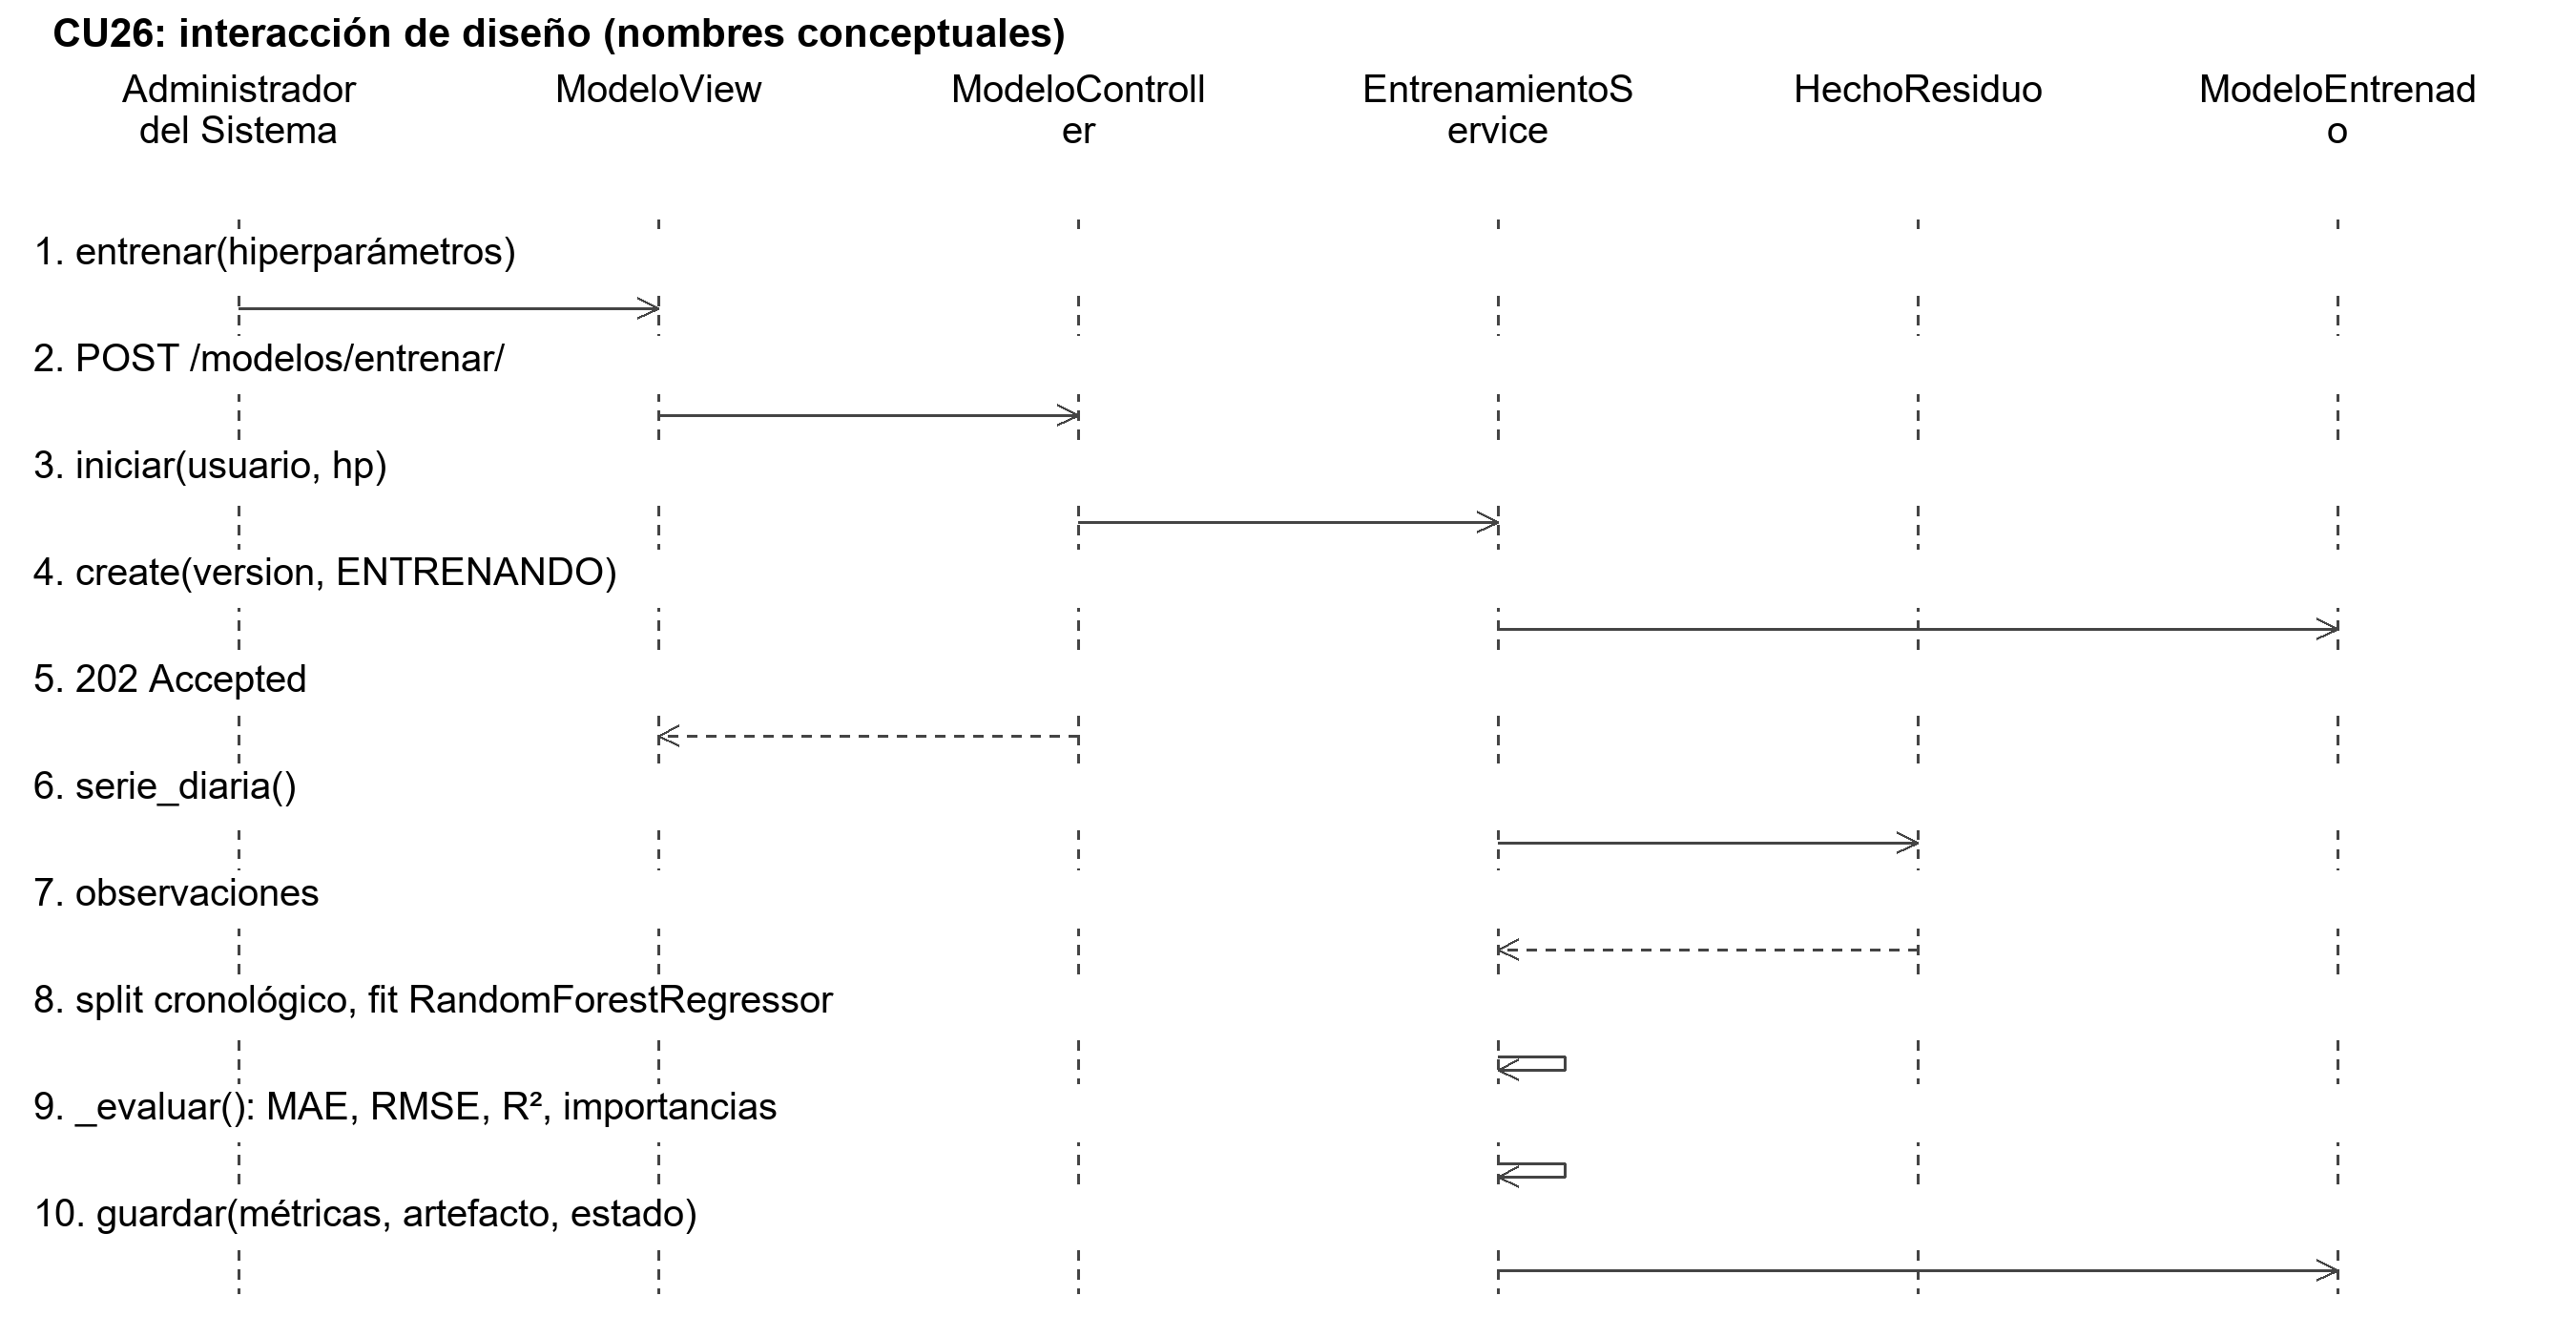 CU26: interacción de diseño (nombres conceptuales)
Administrador
del Sistema
ModeloView
ModeloControll
er
EntrenamientoS
ervice
HechoResiduo
ModeloEntrenad
o
1. entrenar(hiperparámetros)
2. POST /modelos/entrenar/
3. iniciar(usuario, hp)
4. create(version, ENTRENANDO)
5. 202 Accepted
6. serie_diaria()
7. observaciones
8. split cronológico, fit RandomForestRegressor
9. _evaluar(): MAE, RMSE, R², importancias
10. guardar(métricas, artefacto, estado)